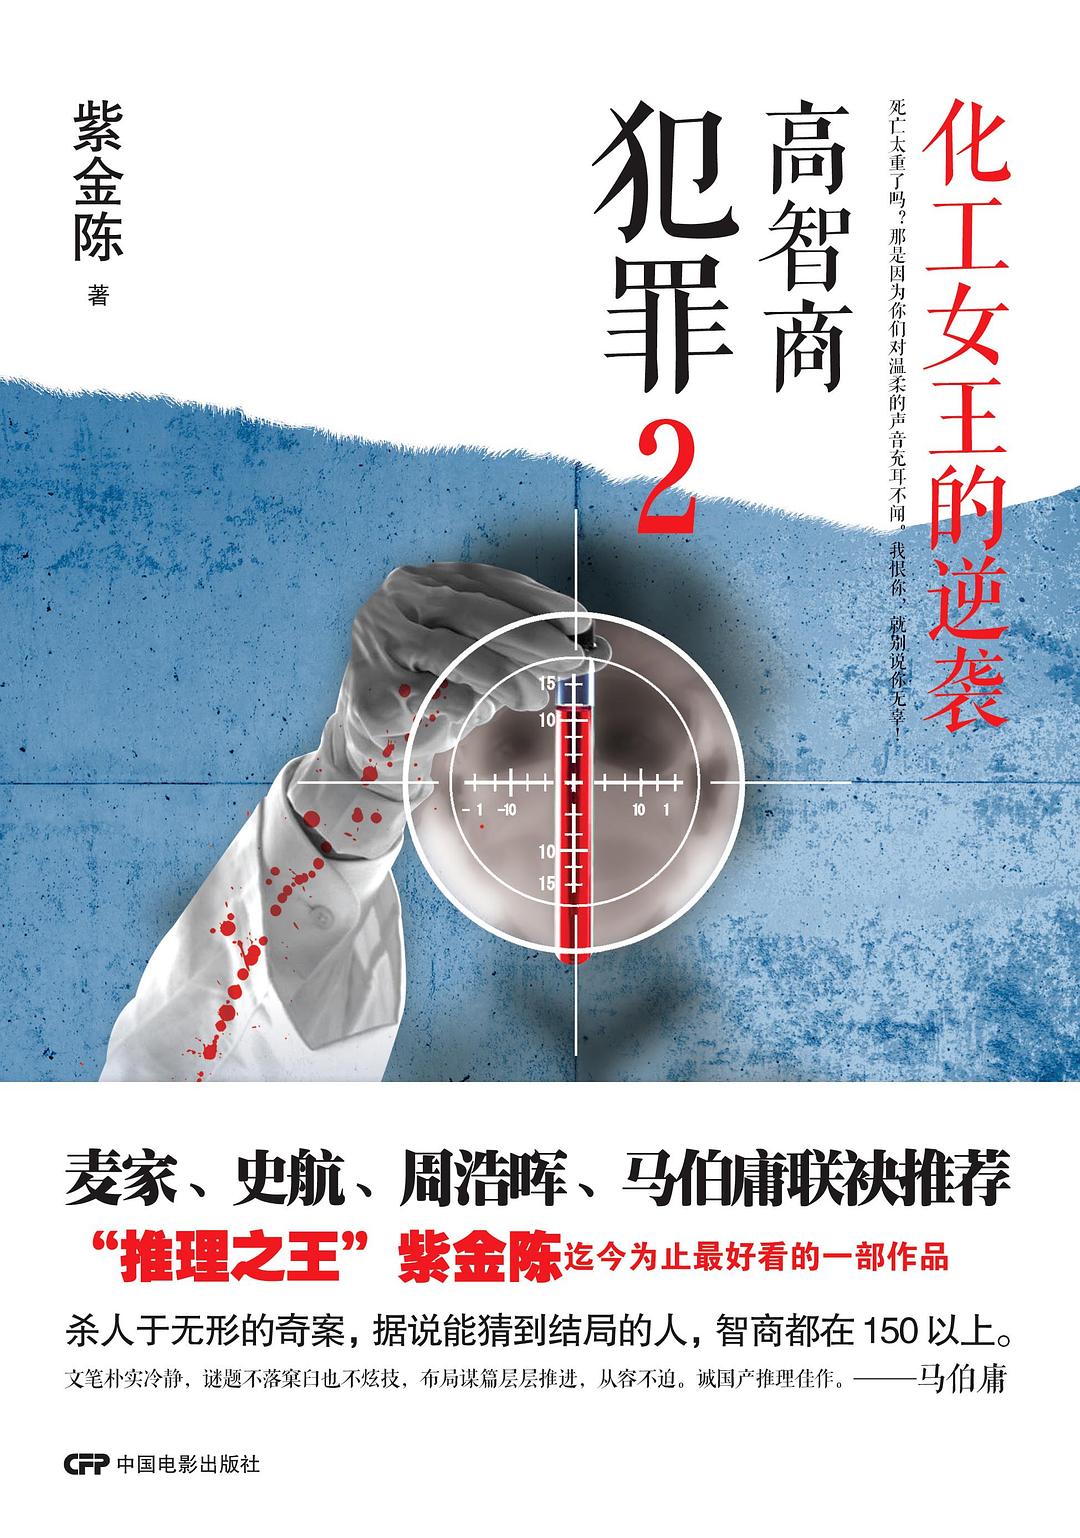 化工女王的逆袭
死亡太重了吗？那是因为你们对温柔的声音充耳不闻。我恨你，就别说你无辜！
高智商
犯罪
2
紫金陈
著
15
10
-1 -10 10 1
10
15
麦家、史航、周浩晖、马伯庸联袂推荐
“推理之王”紫金陈迄今为止最好看的一部作品
杀人于无形的奇案，据说能猜到结局的人，智商都在150以上。
文笔朴实冷静，谜题不落窠臼也不炫技，布局谋篇层层推进，从容不迫。诚国产推理佳作。——马伯庸
CFP 中国电影出版社